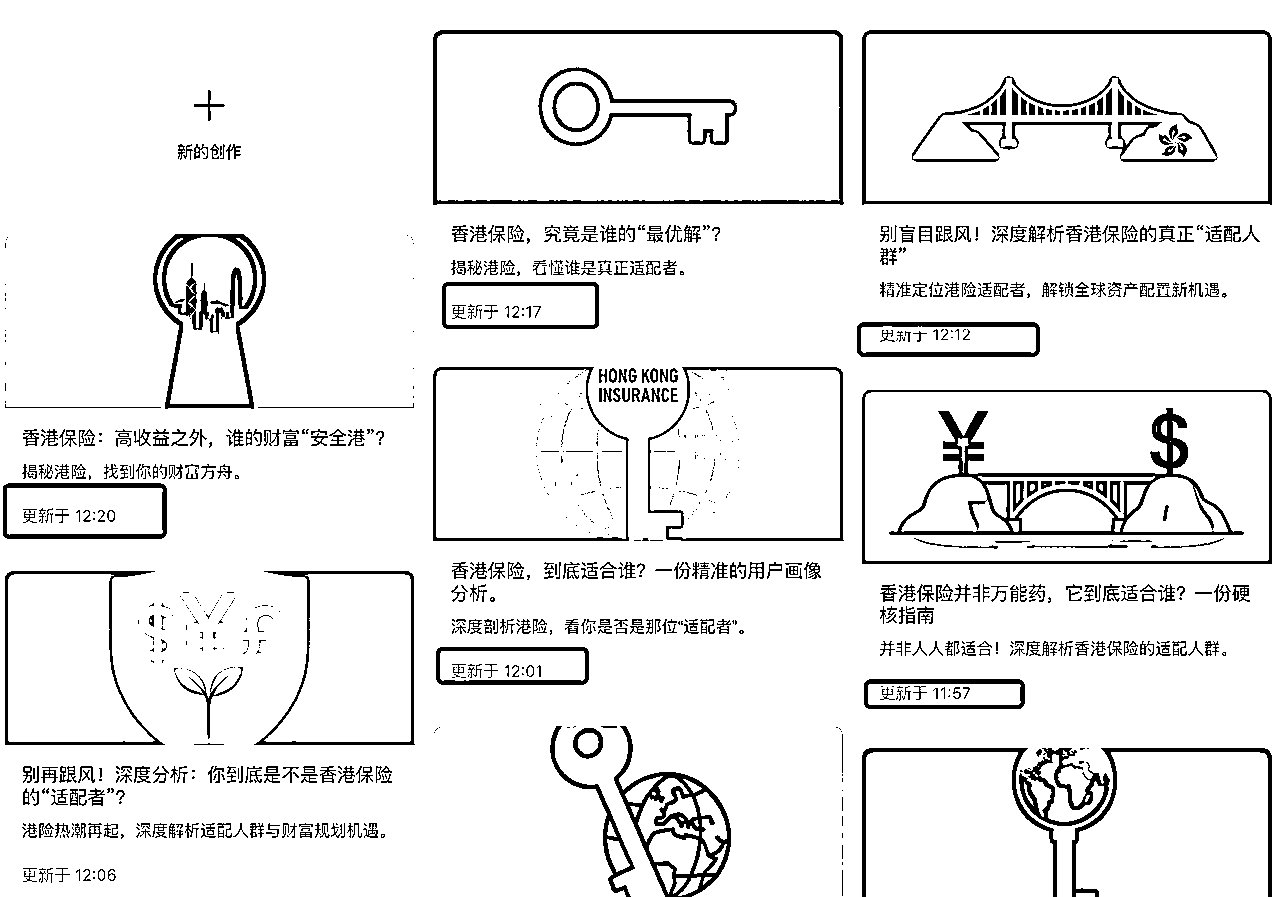 新的创作
香港保险：高收益之外，谁的财富“安全港”？
揭秘港险，找到你的财富方舟。
更新于 12:20
别再跟风！深度分析：你到底是不是香港保险
的“适配者”？
港险热潮再起，深度解析适配人群与财富规划机遇。
更新于 12:06
香港保险，究竟是谁的“最优解”？
揭秘港险，看懂谁是真正适配者。
更新于 12:17
HONG KONG
INSURANCE
香港保险，到底适合谁？一份精准的用户画像
分析。
深度剖析港险，看你是否是那位“适配者”。
更新于 12:01
别盲目跟风！深度解析香港保险的真正“适配人
群”
精准定位港险适配者，解锁全球资产配置新机遇。
更新于 12:12
¥ $
香港保险并非万能药，它到底适合谁？一份硬
核指南
并非人人都适合！深度解析香港保险的适配人群。
更新于 11:57